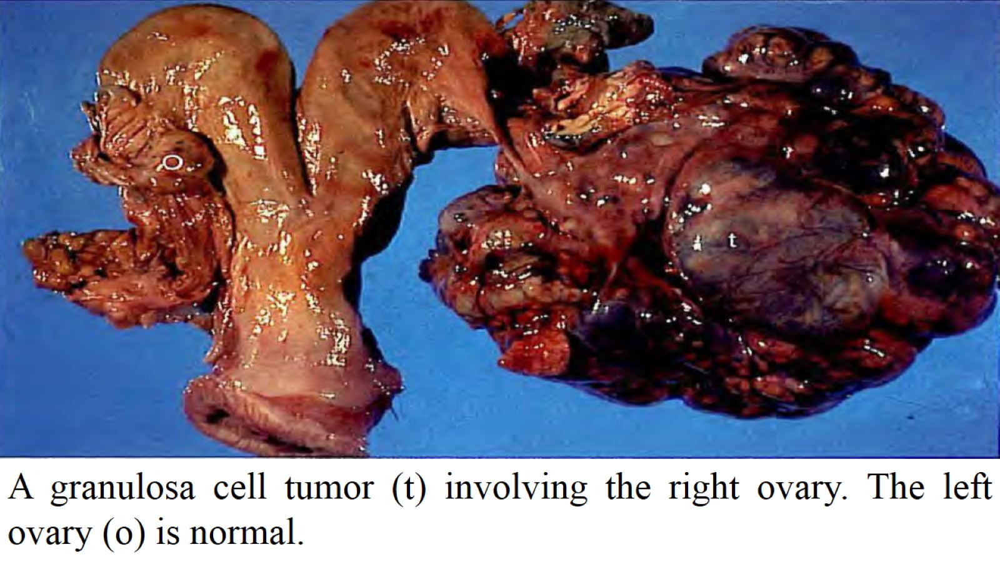 o
t
A granulosa cell tumor (t) involving the right ovary. The left
ovary (o) is normal.